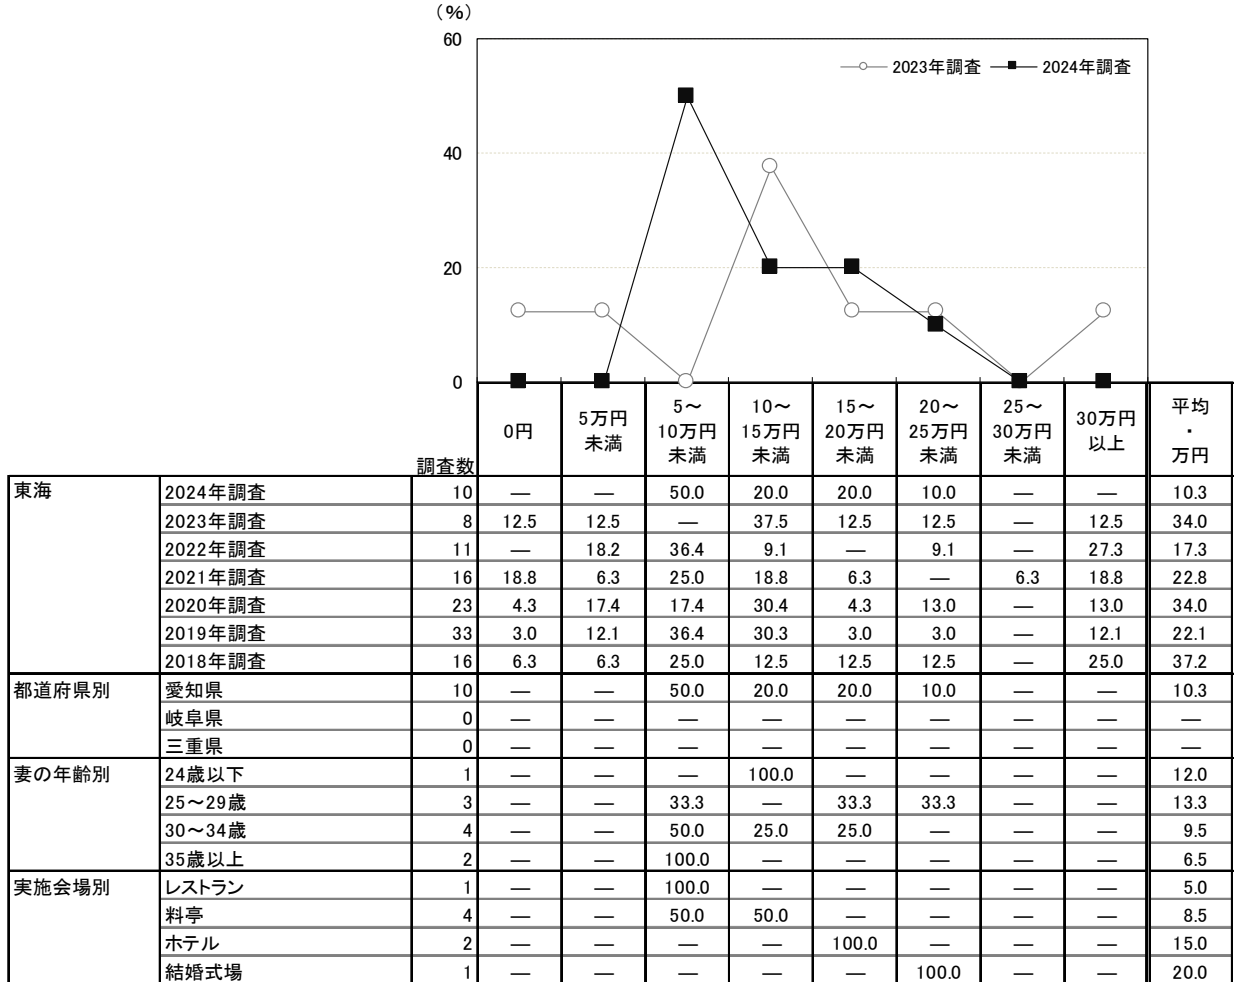 （％）
60
40
20
0
2023年調査 2024年調査
調査数 0円 5万円未満 5～10万円未満 10～15万円未満 15～20万円未満 20～25万円未満 25～30万円未満 30万円以上 平均・万円
東海 2024年調査 10 ― ― 50.0 20.0 20.0 10.0 ― ― 10.3
2023年調査 8 12.5 12.5 ― 37.5 12.5 12.5 ― 12.5 34.0
2022年調査 11 ― 18.2 36.4 9.1 ― 9.1 ― 27.3 17.3
2021年調査 16 18.8 6.3 25.0 18.8 6.3 ― 6.3 18.8 22.8
2020年調査 23 4.3 17.4 17.4 30.4 4.3 13.0 ― 13.0 34.0
2019年調査 33 3.0 12.1 36.4 30.3 3.0 3.0 ― 12.1 22.1
2018年調査 16 6.3 6.3 25.0 12.5 12.5 12.5 ― 25.0 37.2
都道府県別 愛知県 10 ― ― 50.0 20.0 20.0 10.0 ― ― 10.3
岐阜県 0 ― ― ― ― ― ― ― ― ―
三重県 0 ― ― ― ― ― ― ― ― ―
妻の年齢別 24歳以下 1 ― ― ― 100.0 ― ― ― ― 12.0
25～29歳 3 ― ― 33.3 ― 33.3 33.3 ― ― 13.3
30～34歳 4 ― ― 50.0 25.0 25.0 ― ― ― 9.5
35歳以上 2 ― ― 100.0 ― ― ― ― ― 6.5
実施会場別 レストラン 1 ― ― 100.0 ― ― ― ― ― 5.0
料亭 4 ― ― 50.0 50.0 ― ― ― ― 8.5
ホテル 2 ― ― ― ― 100.0 ― ― ― 15.0
結婚式場 1 ― ― ― ― ― 100.0 ― ― 20.0